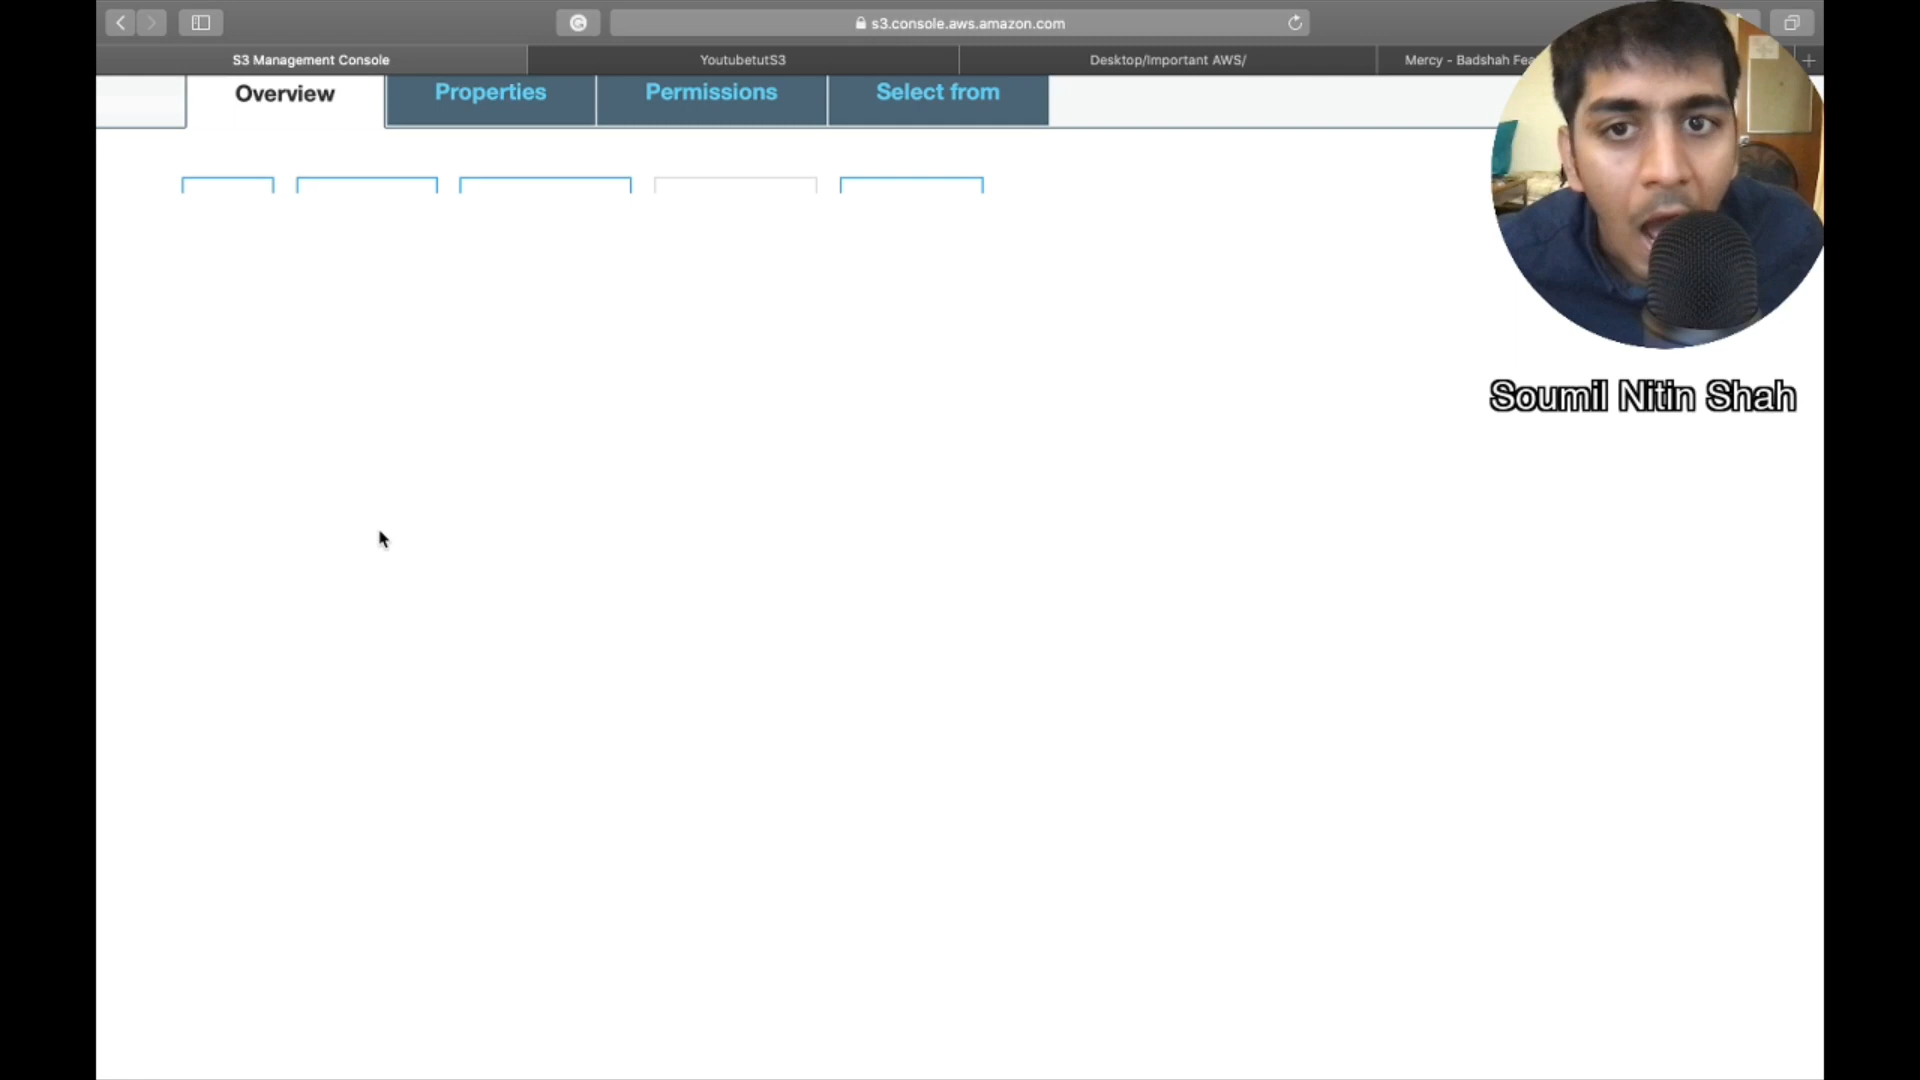 s3.console.aws.amazon.com
S3 Management Console
YoutubetutS3
Desktop/Important AWS/
Mercy - Badshah Fea
Overview
Properties
Permissions
Select from
Soumil Nitin Shah